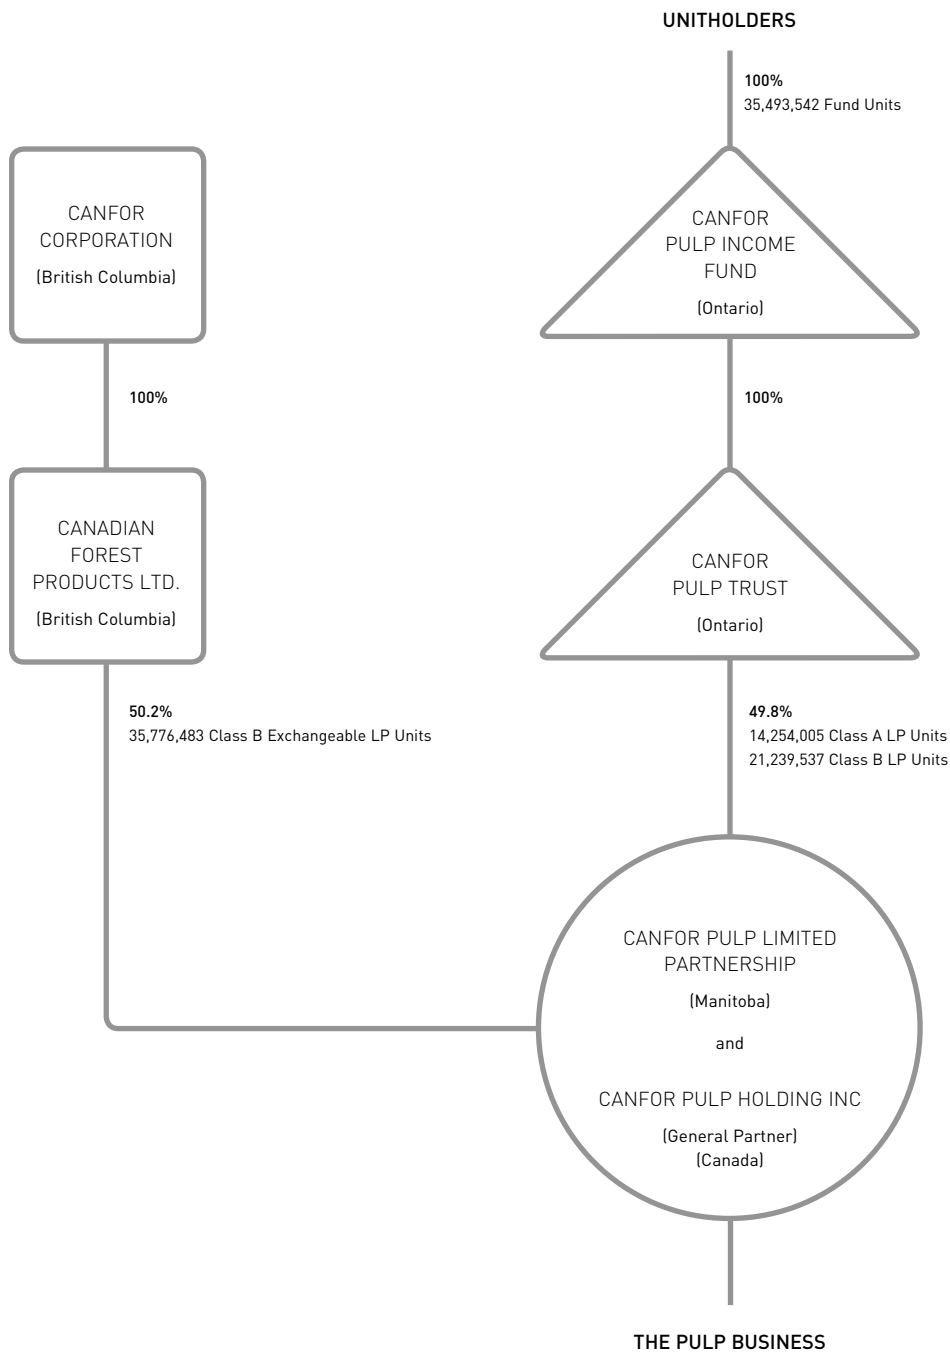 UNITHOLDERS
100%
35,493,542 Fund Units
CANFOR
CORPORATION
(British Columbia)
CANFOR
PULP INCOME
FUND
(Ontario)
100%
100%
CANADIAN
FOREST
PRODUCTS LTD.
(British Columbia)
CANFOR
PULP TRUST
(Ontario)
50.2%
35,776,483 Class B Exchangeable LP Units
49.8%
14,254,005 Class A LP Units
21,239,537 Class B LP Units
CANFOR PULP LIMITED
PARTNERSHIP
(Manitoba)
and
CANFOR PULP HOLDING INC
(General Partner)
(Canada)
THE PULP BUSINESS